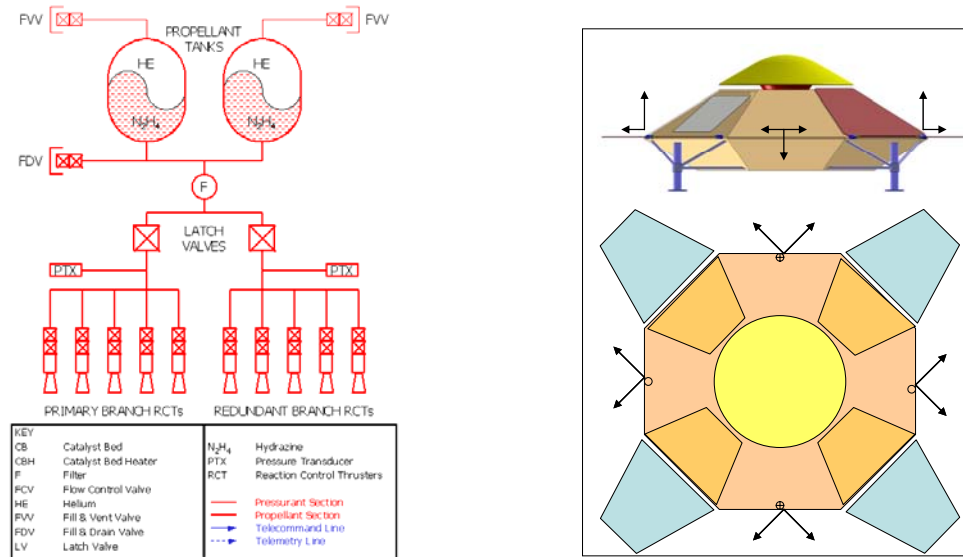 FVV
FVV
PROPELLANT
TANKS
HE
HE
N₂H₄
N₂H₄
FDV
F
LATCH
VALVES
PTX
PTX
PRIMARY BRANCH RCTs
REDUNDANT BRANCH RCTs
KEY
CB Catalyst Bed
CBH Catalyst Bed Heater
F Filter
FCV Flow Control Valve
HE Helium
FVV Fill & Vent Valve
FDV Fill & Drain Valve
LV Latch Valve
N₂H₄ Hydrazine
PTX Pressure Transducer
RCT Reaction Control Thrusters
Pressurant Section
Propellant Section
Telecommand Line
Telemetry Line